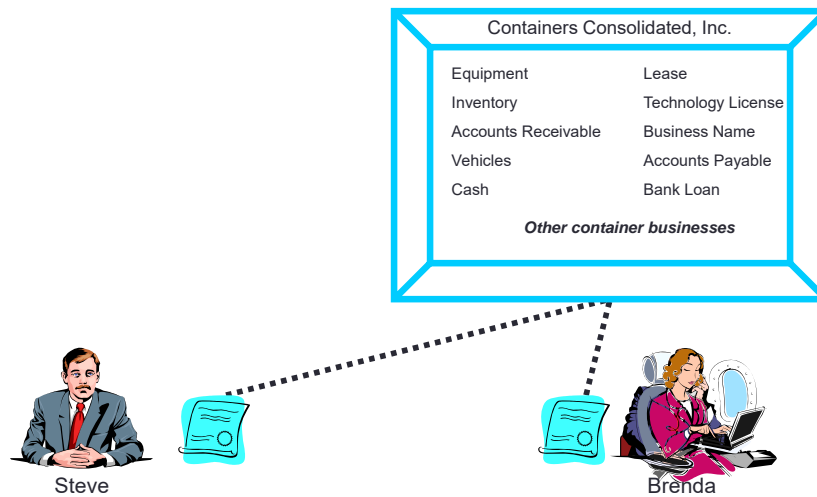 Containers Consolidated, Inc.
Equipment Lease
Inventory Technology License
Accounts Receivable Business Name
Vehicles Accounts Payable
Cash Bank Loan
Other container businesses
Steve Brenda